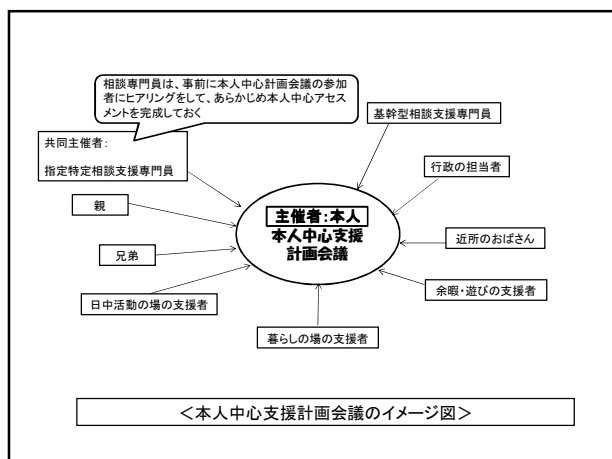 相談専門員は、事前に本人中心計画会議の参加
者にヒアリングをして、あらかじめ本人中心アセス
メントを完成しておく
基幹型相談支援専門員
共同主催者：
指定特定相談支援専門員
行政の担当者
親
主催者：本人
本人中心支援
計画会議
近所のおばさん
兄弟
余暇・遊びの支援者
日中活動の場の支援者
暮らしの場の支援者
＜本人中心支援計画会議のイメージ図＞